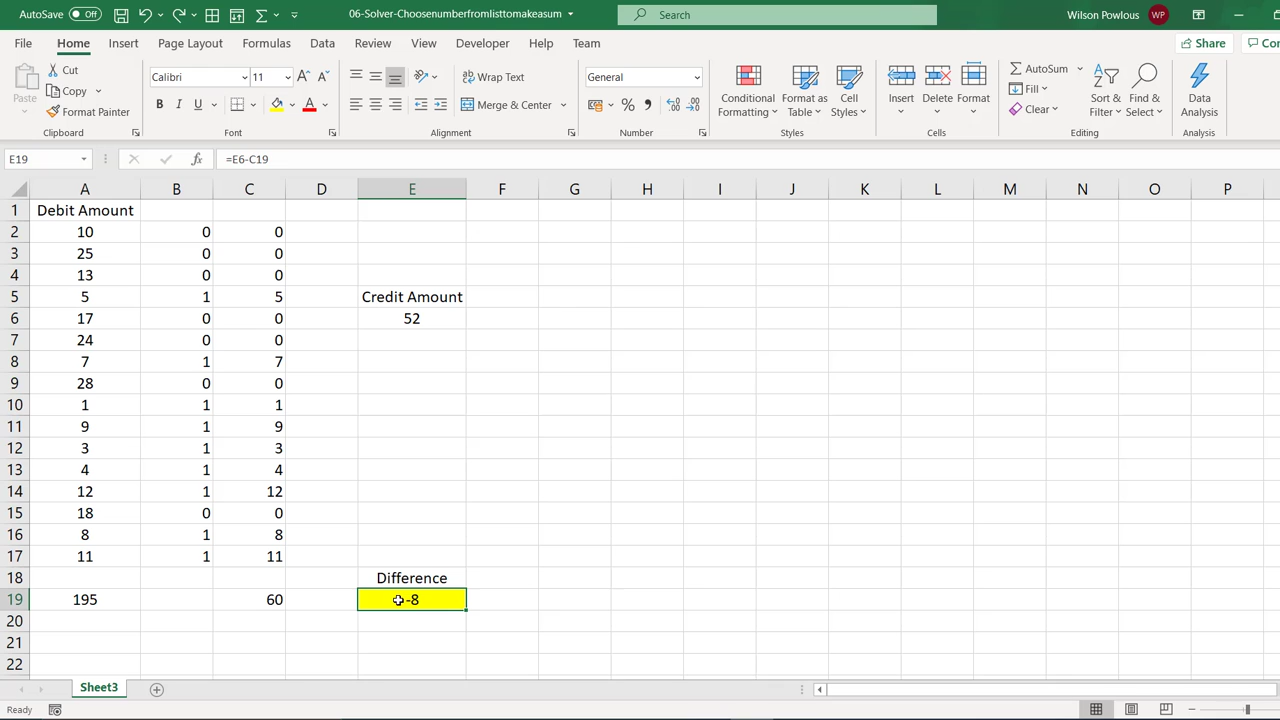 AutoSave Off 06-Solver-Chosenumberfromlisttomakeasum Search Wilson Powlous WP
File Home Insert Page Layout Formulas Data Review View Developer Help Team Share
Cut Calibri 11 Wrap Text General AutoSum
Paste Copy Conditional Formatting Format as Table Cell Styles Insert Delete Format Fill Sort & Filter Find & Select Data Analysis
Format Painter B I U A Merge & Center % Clear
Clipboard Font Alignment Number Styles Cells Editing Analysis
E19 fx =E6-C19
A B C D E F G H I J K L M N O P
1 Debit Amount
2 10 0 0
3 25 0 0
4 13 0 0
5 5 1 5 Credit Amount
6 17 0 0 52
7 24 0 0
8 7 1 7
9 28 0 0
10 1 1 1
11 9 1 9
12 3 1 3
13 4 1 4
14 12 1 12
15 18 0 0
16 8 1 8
17 11 1 11
18 Difference
19 195 60 -8
20
21
22
Sheet3
Ready